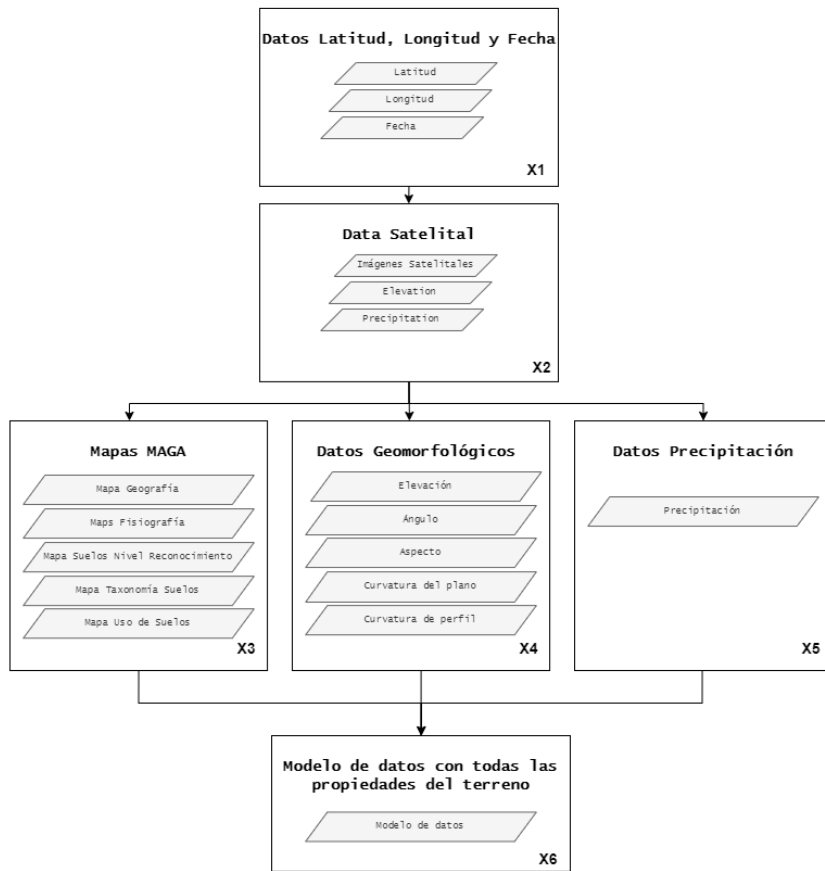 Datos Latitud, Longitud y Fecha
Latitud
Longitud
Fecha
X1
Data Satelital
Imágenes Satelitales
Elevation
Precipitation
X2
Mapas MAGA
Mapa Geografía
Maps Fisiografía
Mapa Suelos Nivel Reconocimiento
Mapa Taxonomía Suelos
Mapa Uso de Suelos
X3
Datos Geomorfológicos
Elevación
Angulo
Aspecto
Curvatura del plano
Curvatura de perfil
X4
Datos Precipitación
Precipitación
X5
Modelo de datos con todas las
propiedades del terreno
Modelo de datos
X6